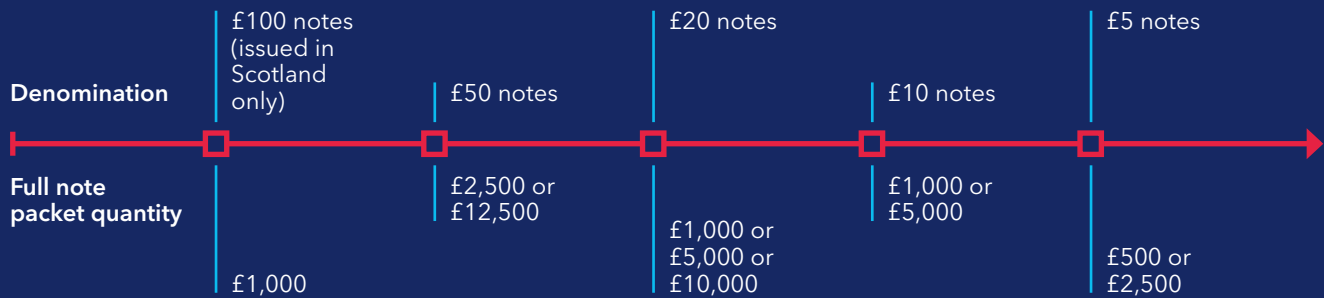 Denomination
£100 notes
(issued in
Scotland
only)
£50 notes
£20 notes
£10 notes
£5 notes
Full note
packet quantity
£1,000
£2,500 or
£12,500
£1,000 or
£5,000 or
£10,000
£1,000 or
£5,000
£500 or
£2,500